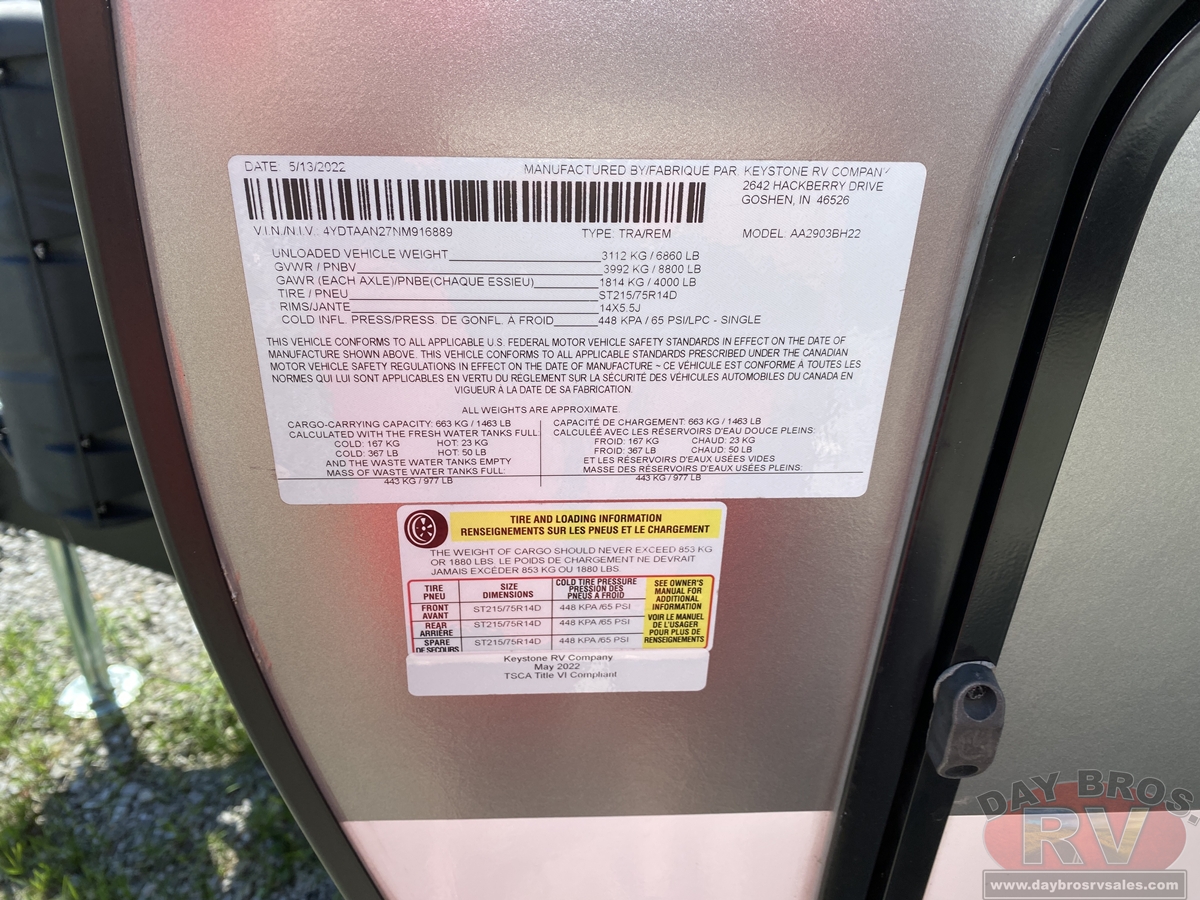 DATE 5/13/2022
MANUFACTURED BY/FABRIQUE PAR. KEYSTONE RV COMPANY
2642 HACKBERRY DRIVE
GOSHEN, IN 46526
V.I.N./N.I.V.: 4YDTAAN27NM916889 TYPE: TRA/REM MODEL: AA2903BH22
UNLOADED VEHICLE WEIGHT 3112 KG / 6860 LB
GVWR / PNBV 3992 KG / 8800 LB
GAWR (EACH AXLE)/PNBE(CHAQUE ESSIEU) 1814 KG / 4000 LB
TIRE / PNEU ST215/75R14D
RIMS/JANTE 14X5.5J
COLD INFL. PRESS/PRESS. DE GONFL. À FROID 448 KPA / 65 PSI/LPC - SINGLE
THIS VEHICLE CONFORMS TO ALL APPLICABLE U.S. FEDERAL MOTOR VEHICLE SAFETY STANDARDS IN EFFECT ON THE DATE OF
MANUFACTURE SHOWN ABOVE. THIS VEHICLE CONFORMS TO ALL APPLICABLE STANDARDS PRESCRIBED UNDER THE CANADIAN
MOTOR VEHICLE SAFETY REGULATIONS IN EFFECT ON THE DATE OF MANUFACTURE ~ CE VÉHICULE EST CONFORME À TOUTES LES
NORMES QUI LUI SONT APPLICABLES EN VERTU DU RÈGLEMENT SUR LA SÉCURITÉ DES VÉHICULES AUTOMOBILES DU CANADA EN
VIGUEUR À LA DATE DE SA FABRICATION.
ALL WEIGHTS ARE APPROXIMATE.
CARGO-CARRYING CAPACITY: 663 KG / 1463 LB
CALCULATED WITH THE FRESH WATER TANKS FULL:
COLD: 167 KG HOT: 23 KG
COLD: 367 LB HOT: 50 LB
AND THE WASTE WATER TANKS EMPTY
MASS OF WASTE WATER TANKS FULL:
443 KG / 977 LB
CAPACITÉ DE CHARGEMENT: 663 KG / 1463 LB
CALCULÉE AVEC LES RÉSERVOIRS D'EAU DOUCE PLEINS:
FROID: 167 KG CHAUD: 23 KG
FROID: 367 LB CHAUD: 50 LB
ET LES RÉSERVOIRS D'EAUX USÉES VIDES
MASSE DES RESERVOIRS D'EAUX USÉES PLEINS:
443 KG / 977 LB
TIRE AND LOADING INFORMATION
RENSEIGNEMENTS SUR LES PNEUS ET LE CHARGEMENT
THE WEIGHT OF CARGO SHOULD NEVER EXCEED 853 KG
OR 1880 LBS. LE POIDS DE CHARGEMENT NE DEVRAIT
JAMAIS EXCÉDER 853 KG OU 1880 LBS.
TIRE
PNEU
SIZE
DIMENSIONS
COLD TIRE PRESSURE
PRESSION DES
PNEUS A FROID
FRONT
AVANT
ST215/75R14D 448 KPA /65 PSI
REAR
ARRIÈRE
ST215/75R14D 448 KPA /65 PSI
SPARE
DE SECOURS
ST215/75R14D 448 KPA /65 PSI
SEE OWNER'S
MANUAL FOR
ADDITIONAL
INFORMATION
VOIR LE MANUEL
DE L'USAGER
POUR PLUS DE
RENSEIGNEMENTS
Keystone RV Company
May 2022
TSCA Title VI Compliant
DAY BROS.
RV
www.daybrosrvsales.com